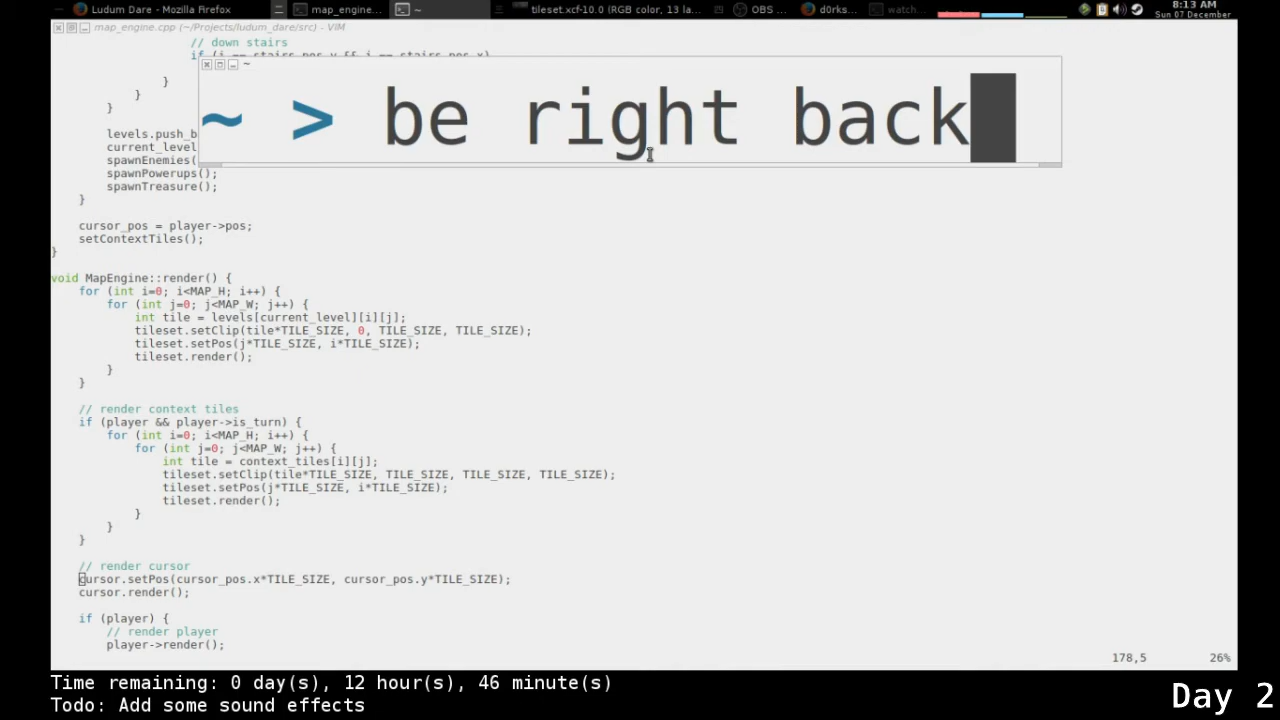 Ludum Dare - Mozilla Firefox
map_engine...
~
tileset.xcf-10.0 (RGB color, 13 la...
OBS ...
d0rks...
watch...
8:13 AM
Sun 07 December
map_engine.cpp (~/Projects/ludum_dare/src) - VIM
// down stairs
if (i == stairs.pos.y && j == stairs.pos.x)
~
~ > be right back
}
}
}
levels.push_b
current_level
spawnEnemies(
spawnPowerups();
spawnTreasure();
}
cursor_pos = player->pos;
setContextTiles();
}
void MapEngine::render() {
for (int i=0; i<MAP_H; i++) {
for (int j=0; j<MAP_W; j++) {
int tile = levels[current_level][i][j];
tileset.setClip(tile*TILE_SIZE, 0, TILE_SIZE, TILE_SIZE);
tileset.setPos(j*TILE_SIZE, i*TILE_SIZE);
tileset.render();
}
}
// render context tiles
if (player && player->is_turn) {
for (int i=0; i<MAP_H; i++) {
for (int j=0; j<MAP_W; j++) {
int tile = context_tiles[i][j];
tileset.setClip(tile*TILE_SIZE, TILE_SIZE, TILE_SIZE, TILE_SIZE);
tileset.setPos(j*TILE_SIZE, i*TILE_SIZE);
tileset.render();
}
}
}
// render cursor
cursor.setPos(cursor_pos.x*TILE_SIZE, cursor_pos.y*TILE_SIZE);
cursor.render();
if (player) {
// render player
player->render();
178,5
26%
Time remaining: 0 day(s), 12 hour(s), 46 minute(s)
Todo: Add some sound effects
Day 2